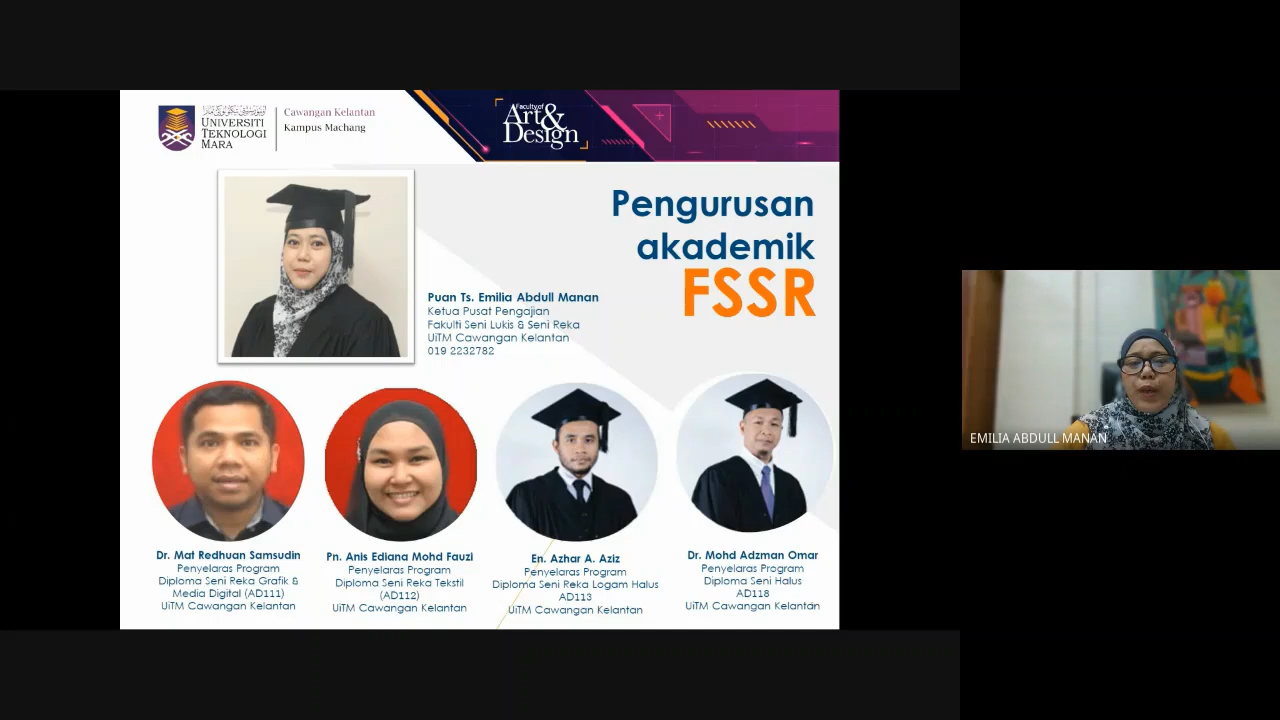 UNIVERSITI
TEKNOLOGI
MARA
Cawangan Kelantan
Kampus Machang
Faculty of
Art&
Design
Pengurusan
akademik
FSSR
Puan Ts. Emilia Abdull Manan
Ketua Pusat Pengajian
Fakulti Seni Lukis & Seni Reka
UiTM Cawangan Kelantan
019 2232782
EMILIA ABDULL MANAN
Dr. Mat Redhuan Samsudin
Penyelaras Program
Diploma Seni Reka Grafik &
Media Digital (AD111)
UiTM Cawangan Kelantan
Pn. Anis Ediana Mohd Fauzi
Penyelaras Program
Diploma Seni Reka Tekstil
(AD112)
UiTM Cawangan Kelantan
En. Azhar A. Aziz
Penyelaras Program
Diploma Seni Reka Logam Halus
AD113
UiTM Cawangan Kelantan
Dr. Mohd Adzman Omar
Penyelaras Program
Diploma Seni Halus
AD118
UiTM Cawangan Kelantan